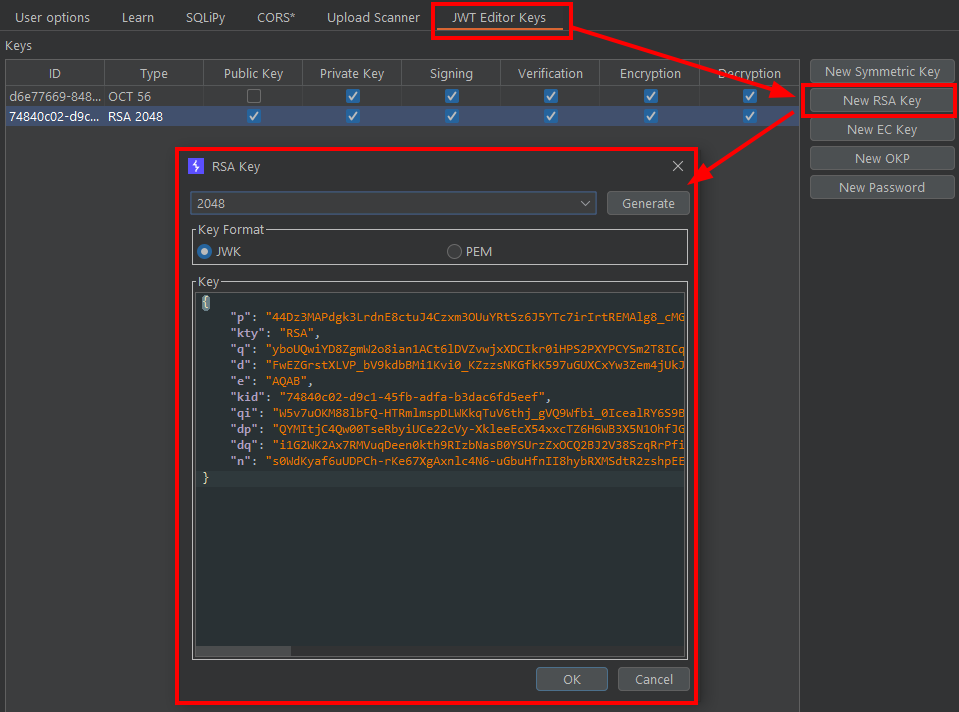 User options Learn SQLiPy CORS* Upload Scanner JWT Editor Keys
Keys
ID Type Public Key Private Key Signing Verification Encryption Decryption
d6e77669-848... OCT 56
74840c02-d9c... RSA 2048
New Symmetric Key
New RSA Key
New EC Key
New OKP
New Password
RSA Key
2048 Generate
Key Format
JWK PEM
Key
{
"p": "44Dz3MAPdgk3LrdnE8ctuJ4Czxm3OUuYRtSz6J5YTc7irIrtREMAlg8_cMG
"kty": "RSA",
"q": "yboUQwiYD8ZgmW2o8ian1ACt6lDVZvwjxXDCIkr0iHPS2PXYPCYSm2T8ICq
"d": "FwEZGrstXLVP_bV9kdbBMi1Kvi0_KZzzsNKGfkK597uGUXCxYw3Zem4jUkJ
"e": "AQAB",
"kid": "74840c02-d9c1-45fb-adfa-b3dac6fd5eef",
"qi": "W5v7uOKM88lbFQ-HTRmlmspDLWKkqTuV6thj_gVQ9Wfbi_0IcealRY6S9B
"dp": "QYMItjC4Qw00TseRbyiUCe22cVy-XkleeEcX54xxcTZ6H6WB3X5N1OhfJG
"dq": "i1G2WK2Ax7RMVuqDeen0kth9RIzbNasB0YSUrzZxOCQ2BJ2V38SzqRrPfi
"n": "s0WdKyaf6uUDPCh-rKe67XgAxnlc4N6-uGbuHfnII8hybRXMSdtR2zshpEE
}
OK Cancel